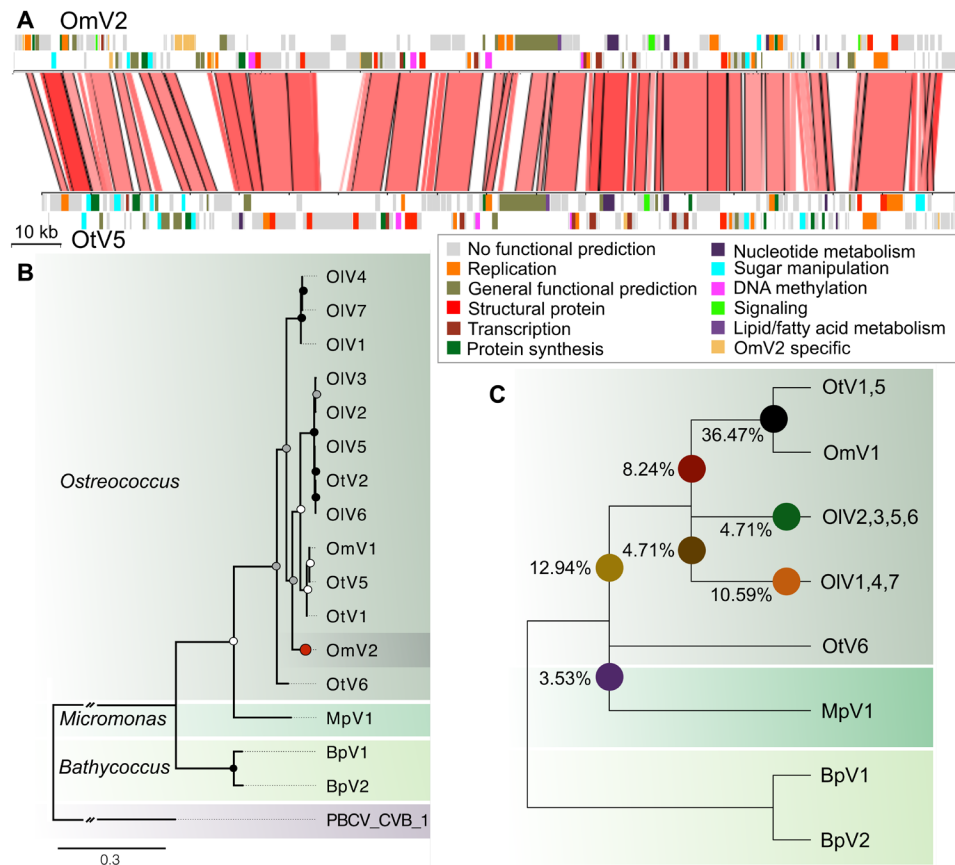 A
OmV2
10 kb
OtV5
No functional prediction
Replication
General functional prediction
Structural protein
Transcription
Protein synthesis
Nucleotide metabolism
Sugar manipulation
DNA methylation
Signaling
Lipid/fatty acid metabolism
OmV2 specific
B
OlV4
OlV7
OlV1
OlV3
OlV2
OlV5
Ostreococcus
OtV2
OlV6
OmV1
OtV5
OtV1
OmV2
OtV6
Micromonas
MpV1
Bathycoccus
BpV1
BpV2
PBCV_CVB_1
0.3
C
OtV1,5
36.47%
OmV1
8.24%
OlV2,3,5,6
4.71%
4.71%
12.94%
OlV1,4,7
10.59%
OtV6
3.53%
MpV1
BpV1
BpV2